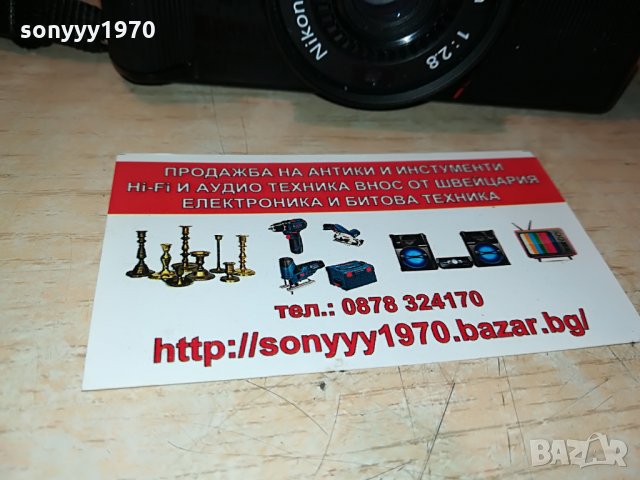 sonyyy1970
Nikon
1:2.8
ПРОДАЖБА НА АНТИКИ И ИНСТУМЕНТИ
Hi-Fi И АУДИО ТЕХНИКА ВНОС ОТ ШВЕЙЦАРИЯ
ЕЛЕКТРОНИКА И БИТОВА ТЕХНИКА
тел.: 0878 324170
http://sonyyy1970.bazar.bg/
BAZAR